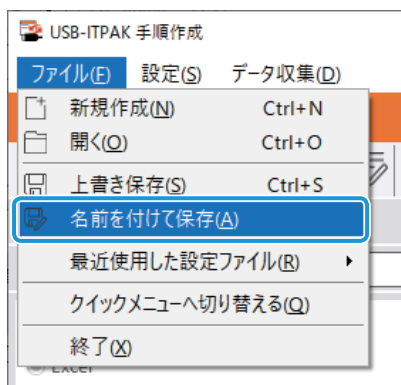 USB-ITPAK 手順作成
ファイル(F) 設定(S) データ収集(D)
新規作成(N) Ctrl+N
開く(O) Ctrl+O
上書き保存(S) Ctrl+S
名前を付けて保存(A)
最近使用した設定ファイル(R)
クイックメニューへ切り替える(Q)
終了(X)
Excel